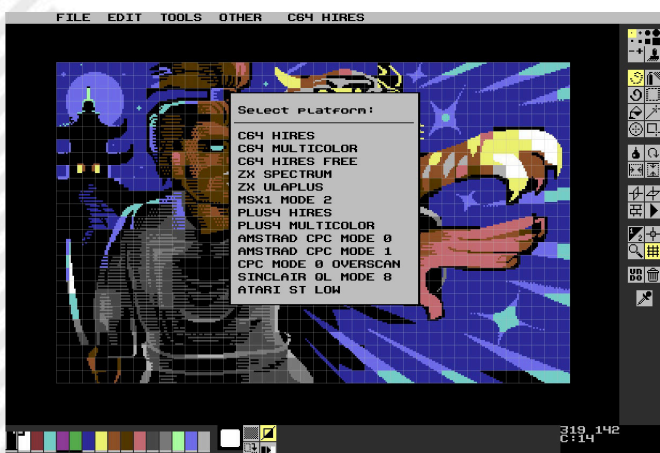 FILE EDIT TOOLS OTHER C64 HIRES
Select platform:
C64 HIRES
C64 MULTICOLOR
C64 HIRES FREE
ZX SPECTRUM
ZX ULAPLUS
MSX1 MODE 2
PLUS4 HIRES
PLUS4 MULTICOLOR
AMSTRAD CPC MODE 0
AMSTRAD CPC MODE 1
CPC MODE 0 OVERSCAN
SINCLAIR QL MODE 8
ATARI ST LOW
UN
DO
319 142
C:14